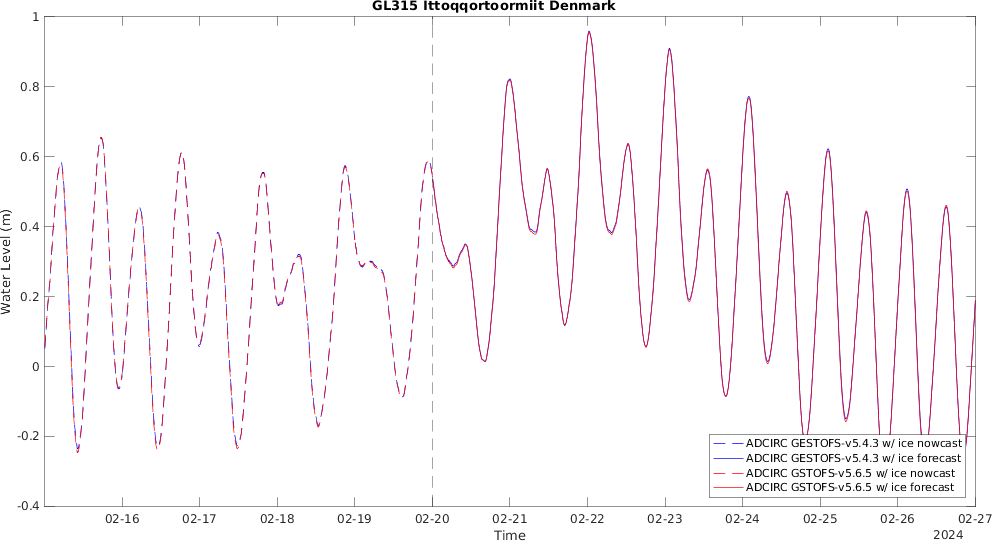 GL315 Ittoqqortoormiit Denmark
1
0.8
0.6
0.4
0.2
0
-0.2
-0.4
Water Level (m)
ADCIRC GESTOFS-v5.4.3 w/ ice nowcast
ADCIRC GESTOFS-v5.4.3 w/ ice forecast
ADCIRC GSTOFS-v5.6.5 w/ ice nowcast
ADCIRC GSTOFS-v5.6.5 w/ ice forecast
02-16 02-17 02-18 02-19 02-20 02-21 02-22 02-23 02-24 02-25 02-26 02-27
Time
2024